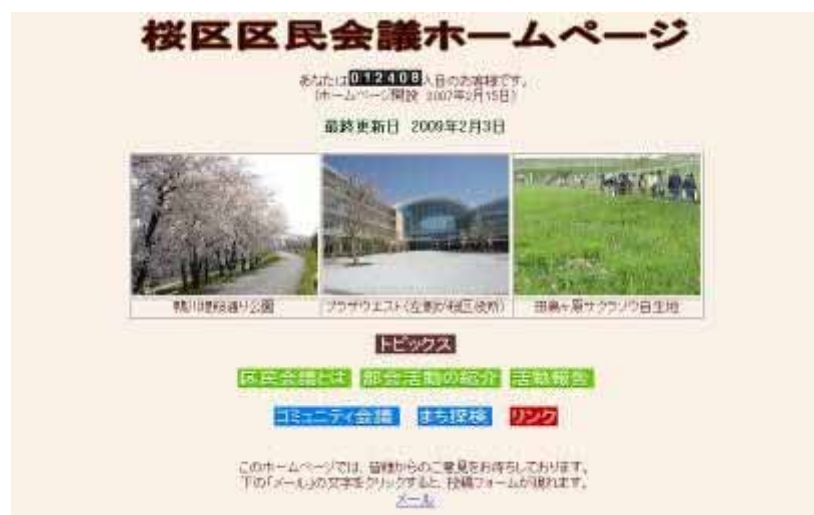 桜区区民会議ホームページ
あなたは012408人目のお客様です。
(ホームページ開設 2007年2月15日)
最終更新日 2009年2月3日
鴨川堤桜通り公園 プラザウエスト(左側が桜区役所) 田島ヶ原サクラソウ自生地
トピックス
区民会議とは 部会活動の紹介 活動報告
コミュニティ会議 まち探検 リンク
このホームページでは、皆様からのご意見をお待ちしております。
下の「メール」の文字をクリックすると、投稿フォームが現れます。
メール